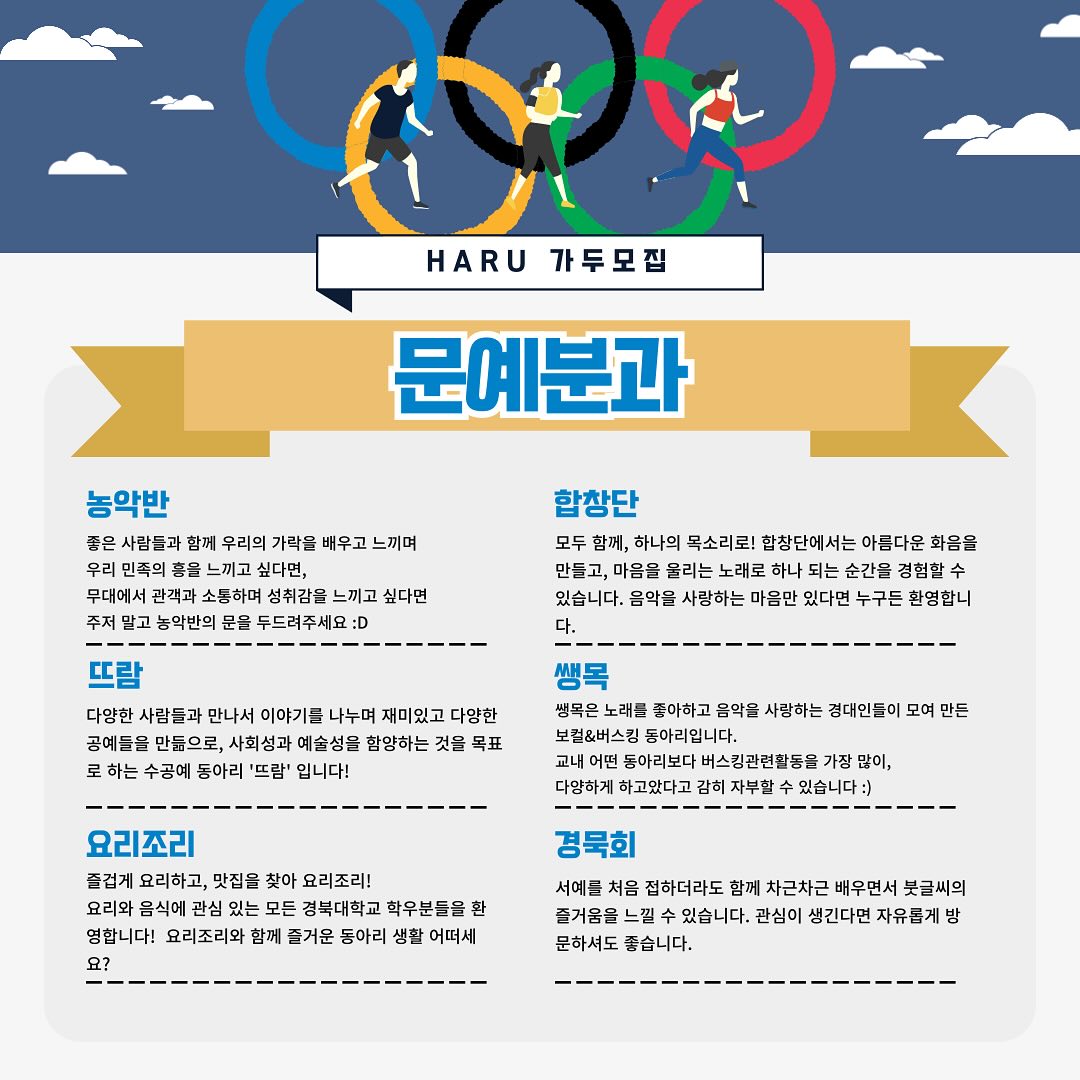 HARU 가두모집
문예분과
농악반
좋은 사람들과 함께 우리의 가락을 배우고 느끼며
우리 민족의 흥을 느끼고 싶다면,
무대에서 관객과 소통하며 성취감을 느끼고 싶다면
주저 말고 농악반의 문을 두드려주세요 :D
뜨람
다양한 사람들과 만나서 이야기를 나누며 재미있고 다양한
공예들을 만듦으로, 사회성과 예술성을 함양하는 것을 목표
로 하는 수공예 동아리 '뜨람' 입니다!
요리조리
즐겁게 요리하고, 맛집을 찾아 요리조리!
요리와 음식에 관심 있는 모든 경북대학교 학우분들을 환
영합니다! 요리조리와 함께 즐거운 동아리 생활 어떠세
요?
합창단
모두 함께, 하나의 목소리로! 합창단에서는 아름다운 화음을
만들고, 마음을 울리는 노래로 하나 되는 순간을 경험할 수
있습니다. 음악을 사랑하는 마음만 있다면 누구든 환영합니
다.
쌩목
쌩목은 노래를 좋아하고 음악을 사랑하는 경대인들이 모여 만든
보컬&버스킹 동아리입니다.
교내 어떤 동아리보다 버스킹관련활동을 가장 많이,
다양하게 하고았다고 감히 자부할 수 있습니다 :)
경묵회
서예를 처음 접하더라도 함께 차근차근 배우면서 붓글씨의
즐거움을 느낄 수 있습니다. 관심이 생긴다면 자유롭게 방
문하셔도 좋습니다.